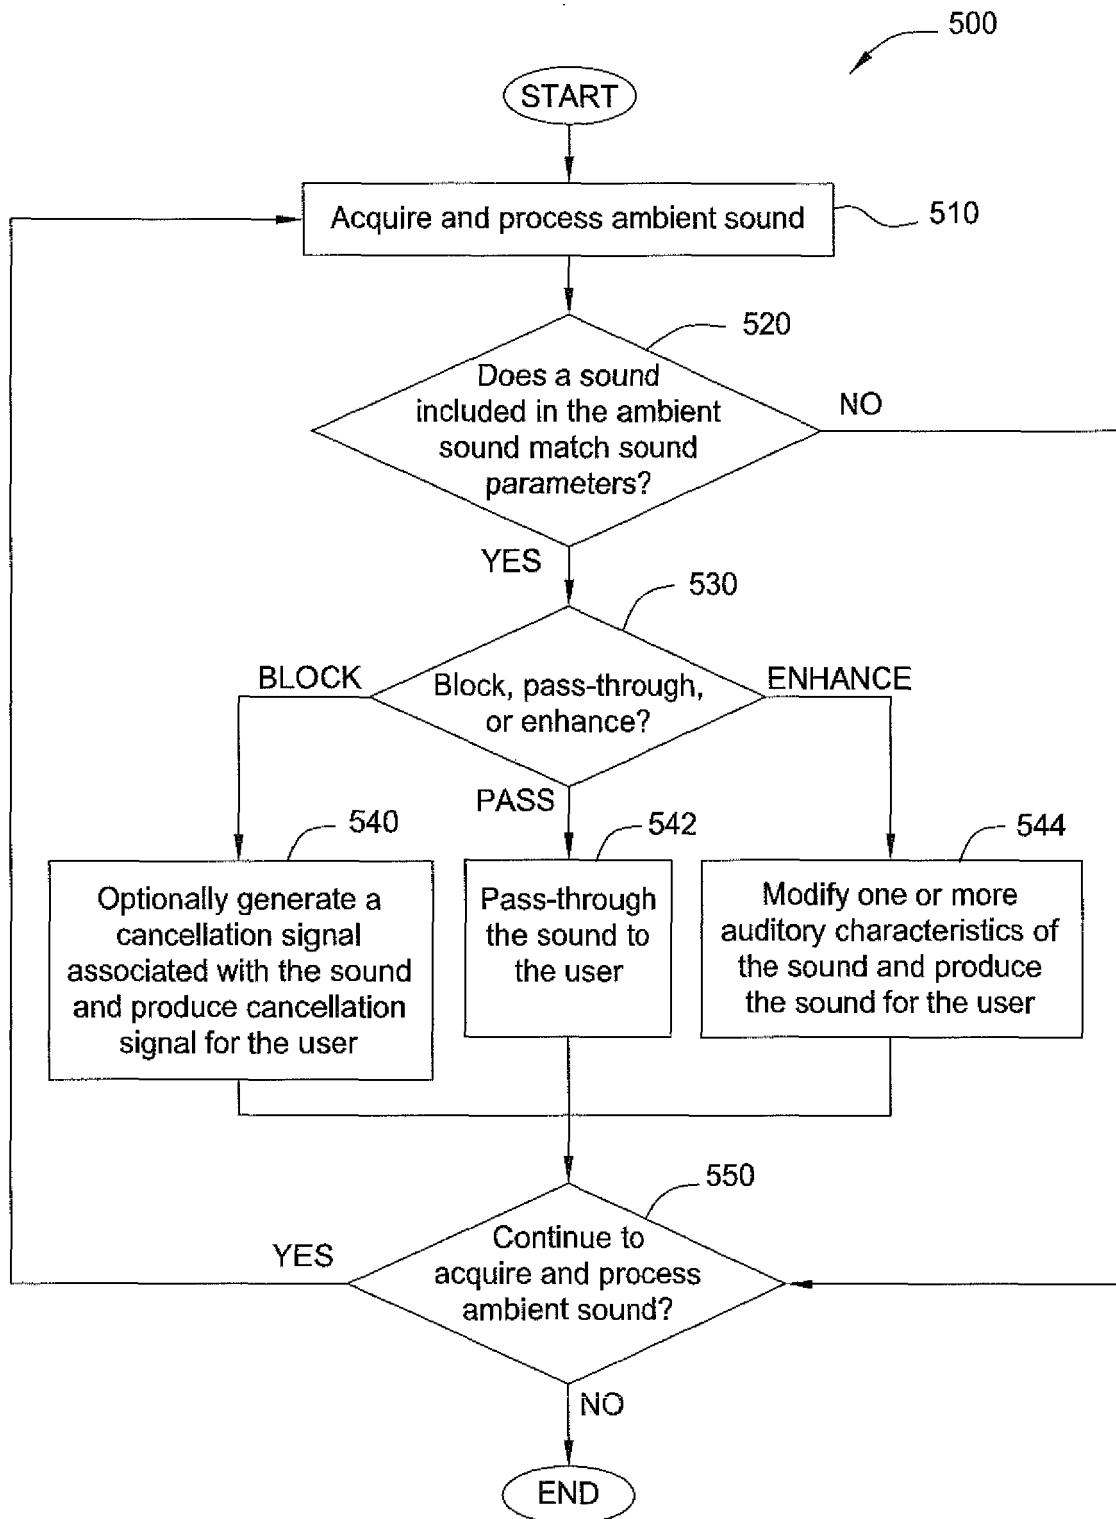 500
START
Acquire and process ambient sound
510
520
Does a sound
included in the ambient
sound match sound
parameters?
NO
YES
530
BLOCK
Block, pass-through,
or enhance?
ENHANCE
PASS
540
542
544
Optionally generate a
cancellation signal
associated with the sound
and produce cancellation
signal for the user
Pass-through
the sound to
the user
Modify one or more
auditory characteristics of
the sound and produce
the sound for the user
550
YES
Continue to
acquire and process
ambient sound?
NO
END